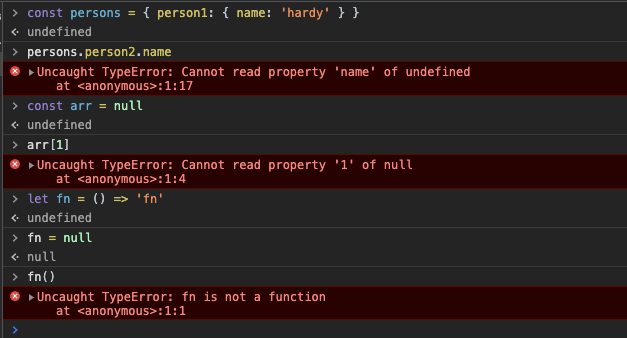 > const persons = { person1: { name: 'hardy' } }
undefined
> persons.person2.name
Uncaught TypeError: Cannot read property 'name' of undefined
at <anonymous>:1:17
> const arr = null
undefined
> arr[1]
Uncaught TypeError: Cannot read property '1' of null
at <anonymous>:1:4
> let fn = () => 'fn'
undefined
> fn = null
null
> fn()
Uncaught TypeError: fn is not a function
at <anonymous>:1:1
>